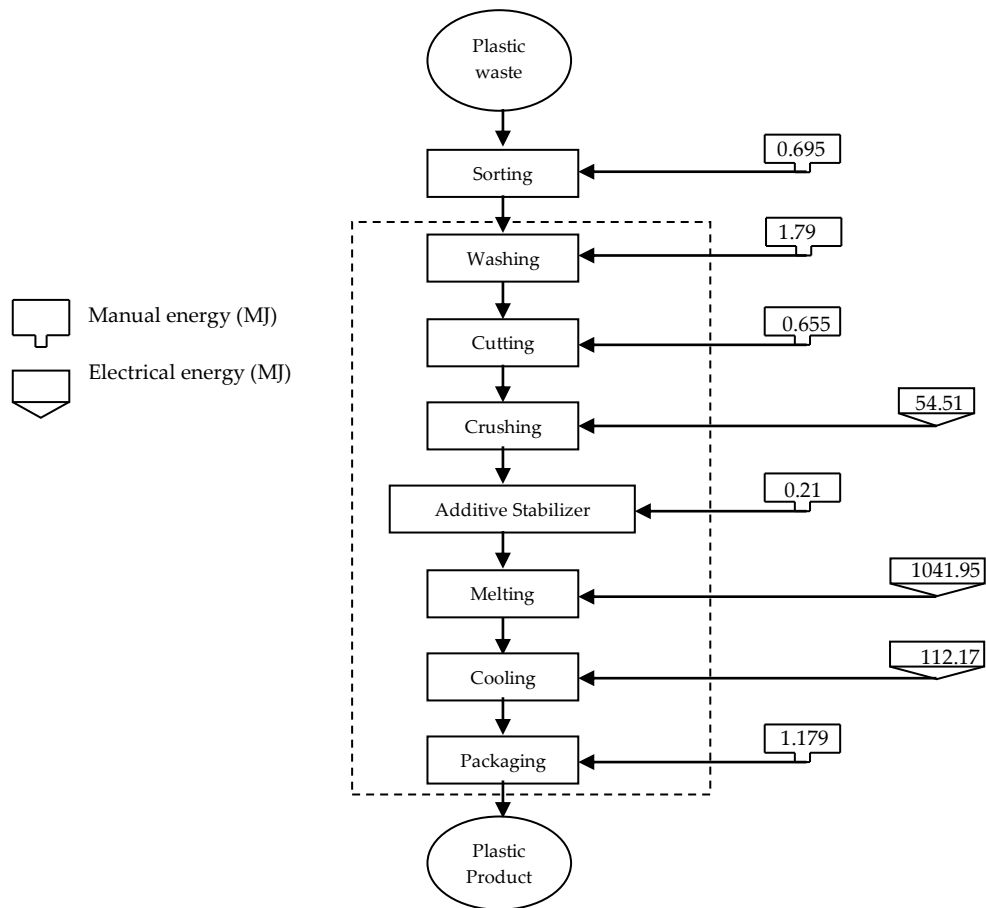 Plastic
waste
0.695
Sorting
1.79
Washing
Manual energy (MJ)
0.655
Cutting
Electrical energy (MJ)
54.51
Crushing
0.21
Additive Stabilizer
1041.95
Melting
112.17
Cooling
1.179
Packaging
Plastic
Product